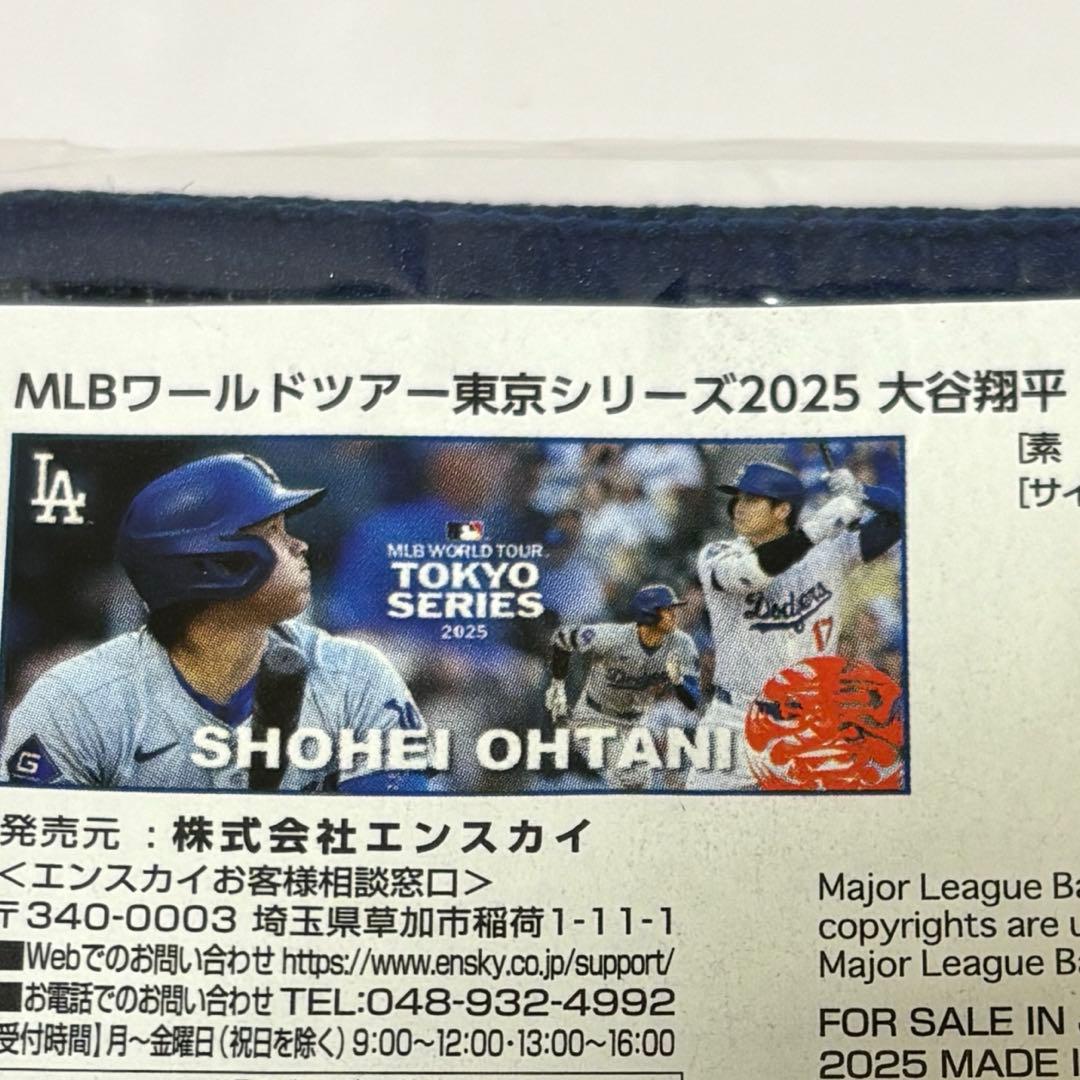 MLBワールドツアー東京シリーズ2025 大谷翔平
[素
[サイ
LA
MLB WORLD TOUR
TOKYO
SERIES
2025
Dodgers
17
Dodgers
G
SHOHEI OHTANI
発売元 : 株式会社エンスカイ
<エンスカイお客様相談窓口>
〒340-0003 埼玉県草加市稲荷1-11-1
■Webでのお問い合わせ https://www.ensky.co.jp/support/
■お電話でのお問い合わせ TEL:048-932-4992
受付時間】月~金曜日(祝日を除く) 9:00~12:00・13:00~16:00
Major League Ba
copyrights are u
Major League Ba
FOR SALE IN
2025 MADE I